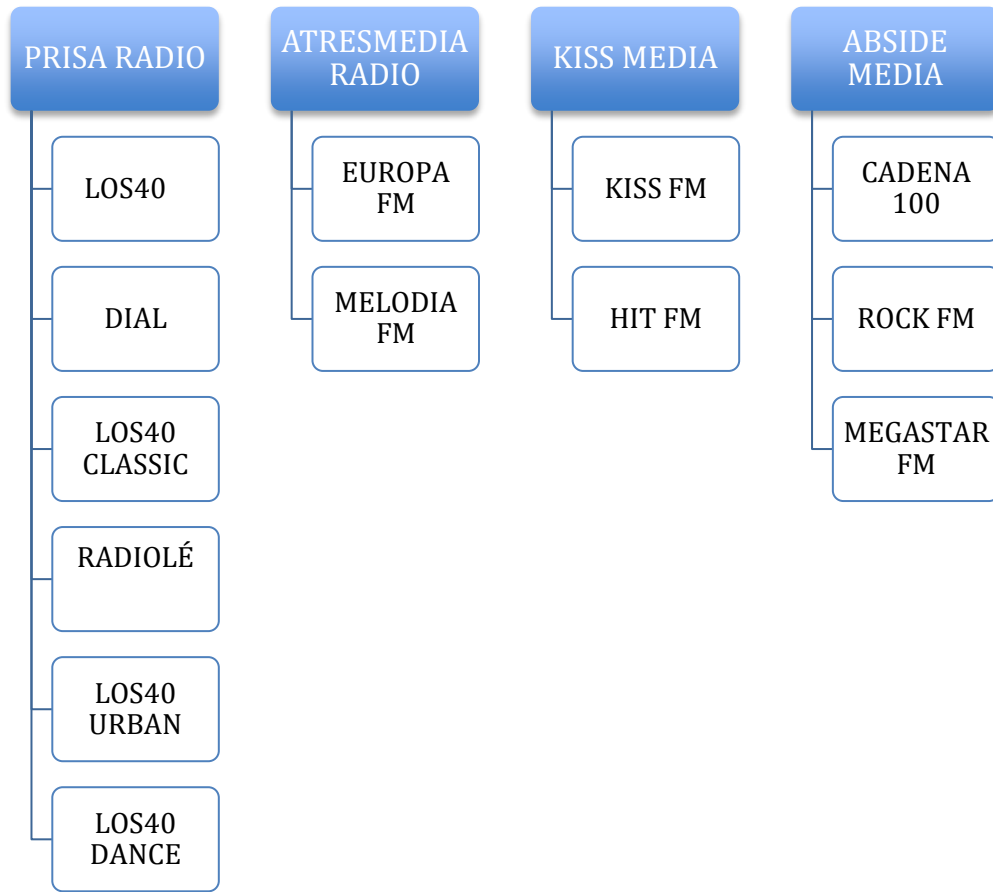 PRISA RADIO
LOS40
DIAL
LOS40
CLASSIC
RADIOLÉ
LOS40
URBAN
LOS40
DANCE
ATRESMEDIA
RADIO
EUROPA
FM
MELODIA
FM
KISS MEDIA
KISS FM
HIT FM
ABSIDE
MEDIA
CADENA
100
ROCK FM
MEGASTAR
FM